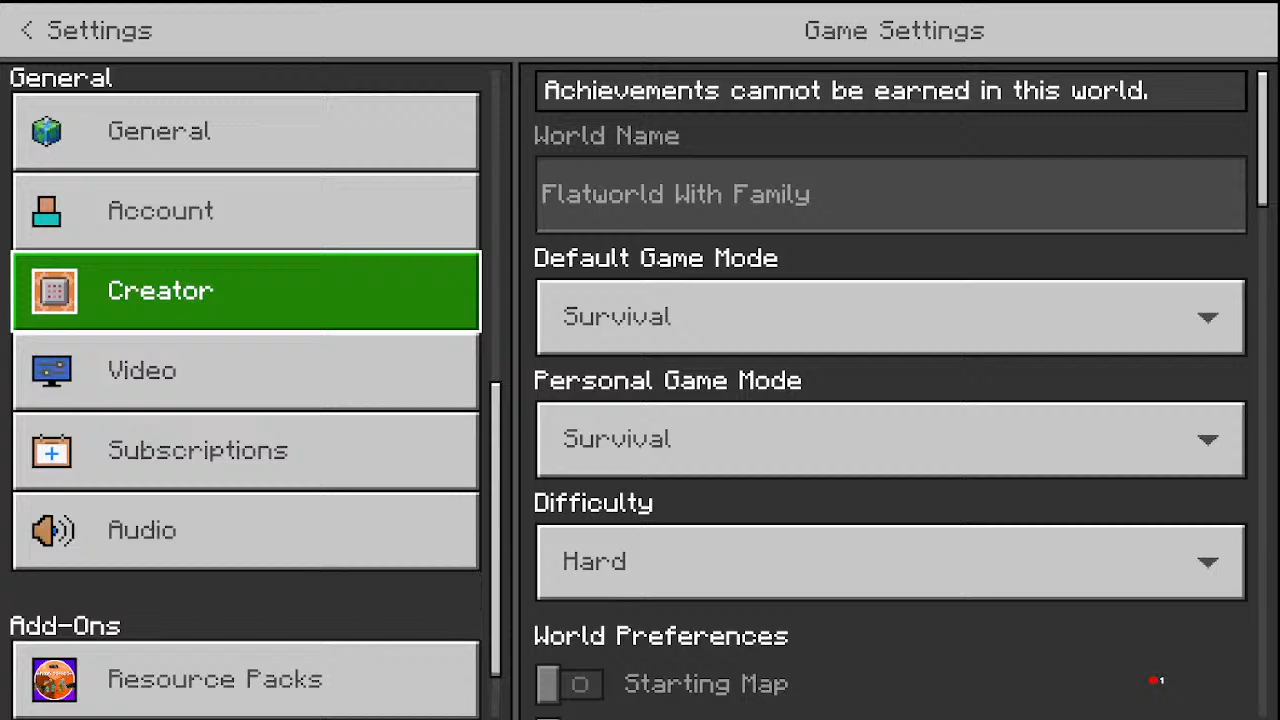 Settings
Game Settings
General
General
Account
Creator
Video
Subscriptions
Audio
Add-Ons
Resource Packs
Achievements cannot be earned in this world.
World Name
Flatworld With Family
Default Game Mode
Survival
Personal Game Mode
Survival
Difficulty
Hard
World Preferences
Starting Map
1